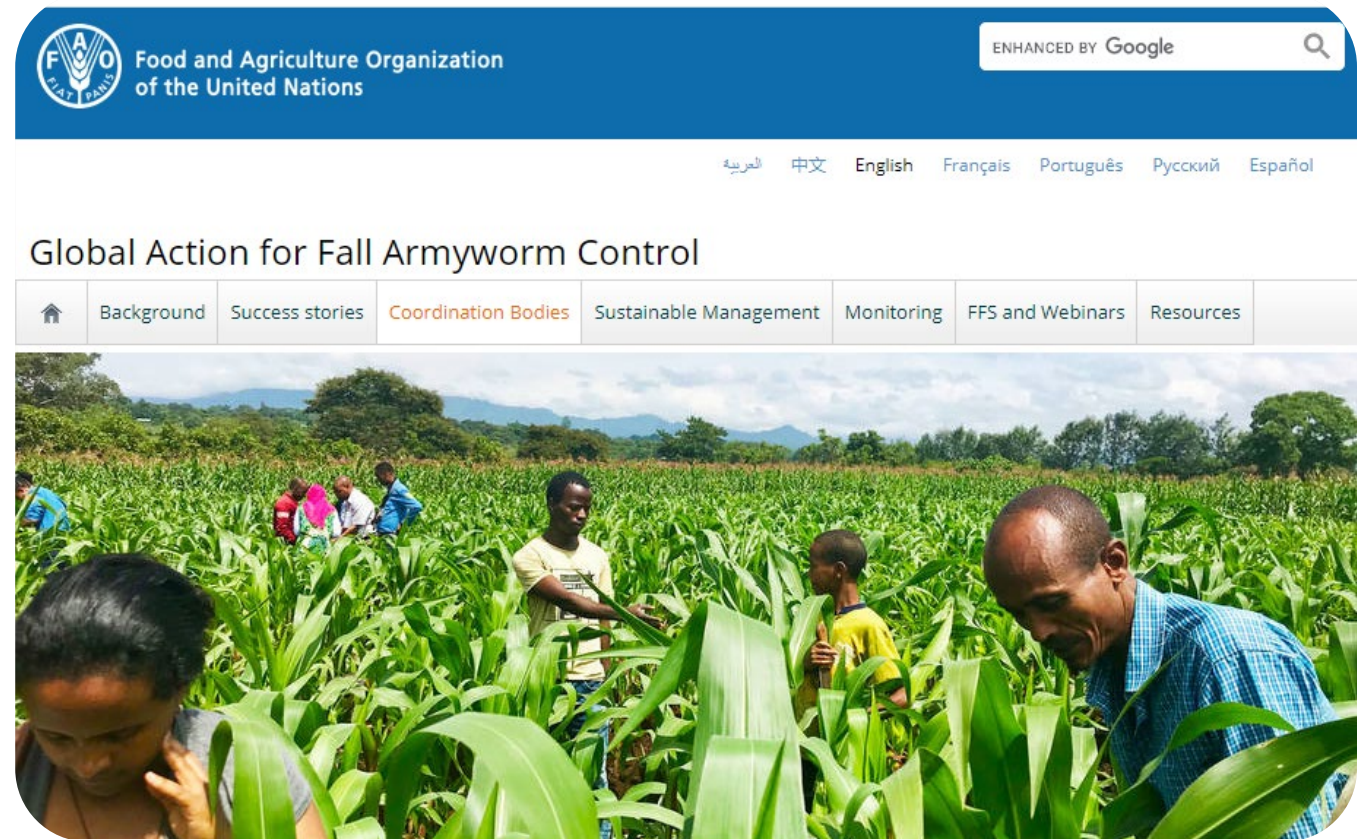 F A O
FIAT PANIS
Food and Agriculture Organization
of the United Nations
ENHANCED BY Google
العربية 中文 English Français Português Русский Español
Global Action for Fall Armyworm Control
Background Success stories Coordination Bodies Sustainable Management Monitoring FFS and Webinars Resources